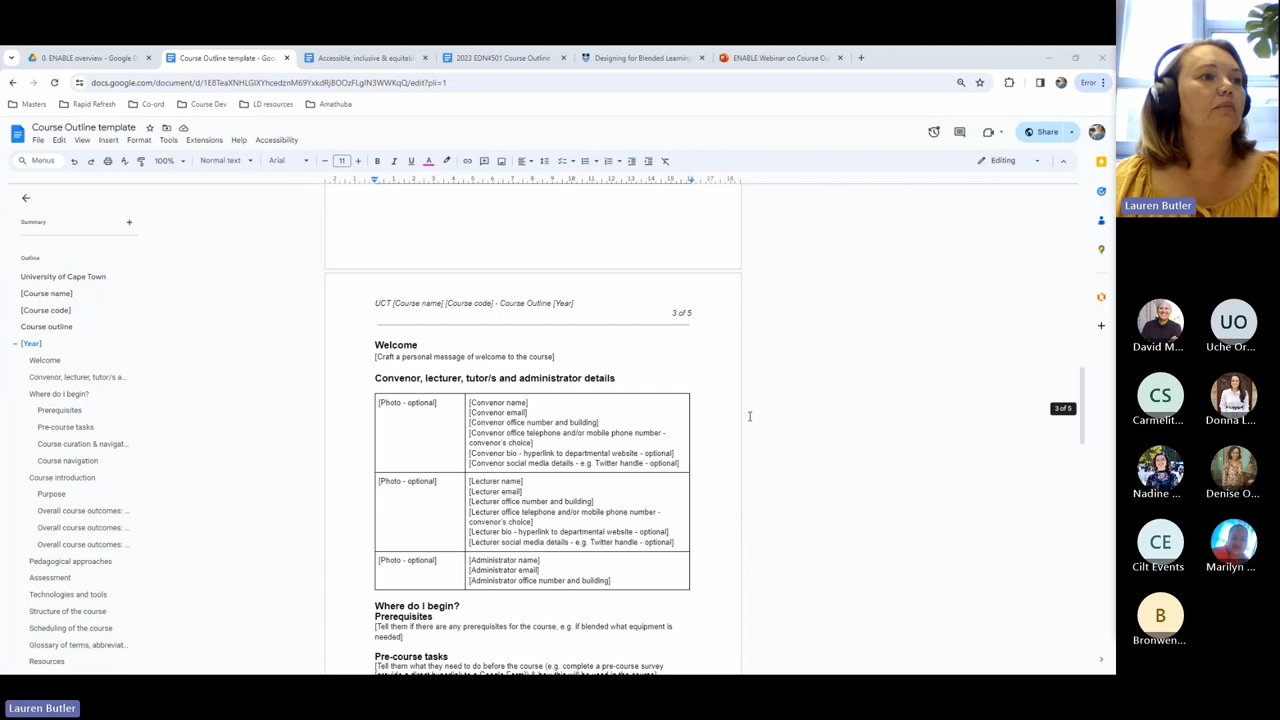 0. ENABLE overview - Google D
Course Outline template - Goo
Accessible, inclusive & equitab
2023 EDN4501 Course Outline
Designing for Blended Learning
ENABLE Webinar on Course O
Error
Masters
Rapid Refresh
Co-ord
Course Dev
LD resources
Amathuba
Course Outline template
File Edit View Insert Format Tools Extensions Help Accessibility
Share
Menus
100%
Normal text
Arial
11
Editing
Summary
Outline
University of Cape Town
[Course name]
[Course code]
Course outline
[Year]
Welcome
Convenor, lecturer, tutor/s a...
Where do I begin?
Prerequisites
Pre-course tasks
Course curation & navigat...
Course navigation
Course introduction
Purpose
Overall course outcomes: ...
Overall course outcomes: ...
Overall course outcomes: ...
Pedagogical approaches
Assessment
Technologies and tools
Structure of the course
Scheduling of the course
Glossary of terms, abbreviat...
Resources
UCT [Course name] [Course code] - Course Outline [Year]
3 of 5
Welcome
[Craft a personal message of welcome to the course]
Convenor, lecturer, tutor/s and administrator details
[Photo - optional]
[Convenor name]
[Convenor email]
[Convenor office number and building]
[Convenor office telephone and/or mobile phone number -
convenor's choice]
[Convenor bio - hyperlink to departmental website - optional]
[Convenor social media details - e.g. Twitter handle - optional]
[Photo - optional]
[Lecturer name]
[Lecturer email]
[Lecturer office number and building]
[Lecturer office telephone and/or mobile phone number -
convenor's choice]
[Lecturer bio - hyperlink to departmental website - optional]
[Lecturer social media details - e.g. Twitter handle - optional]
[Photo - optional]
[Administrator name]
[Administrator email]
[Administrator office number and building]
Where do I begin?
Prerequisites
[Tell them if there are any prerequisites for the course, e.g. if blended what equipment is
needed]
Pre-course tasks
[Tell them what they need to do before the course (e.g. complete a pre-course survey
3 of 5
Lauren Butler
David M...
UO
Uche Or...
CS
Carmelit...
Donna L...
Nadine ...
Denise O...
CE
Cilt Events
Marilyn ...
B
Bronwen...
Lauren Butler